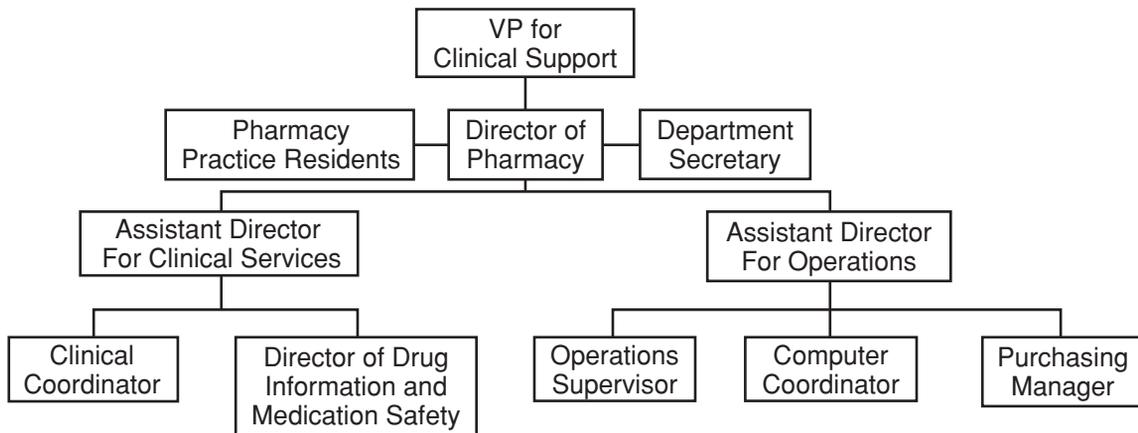 VP for
Clinical Support
Pharmacy
Practice Residents
Director of
Pharmacy
Department
Secretary
Assistant Director
For Clinical Services
Assistant Director
For Operations
Clinical
Coordinator
Director of Drug
Information and
Medication Safety
Operations
Supervisor
Computer
Coordinator
Purchasing
Manager